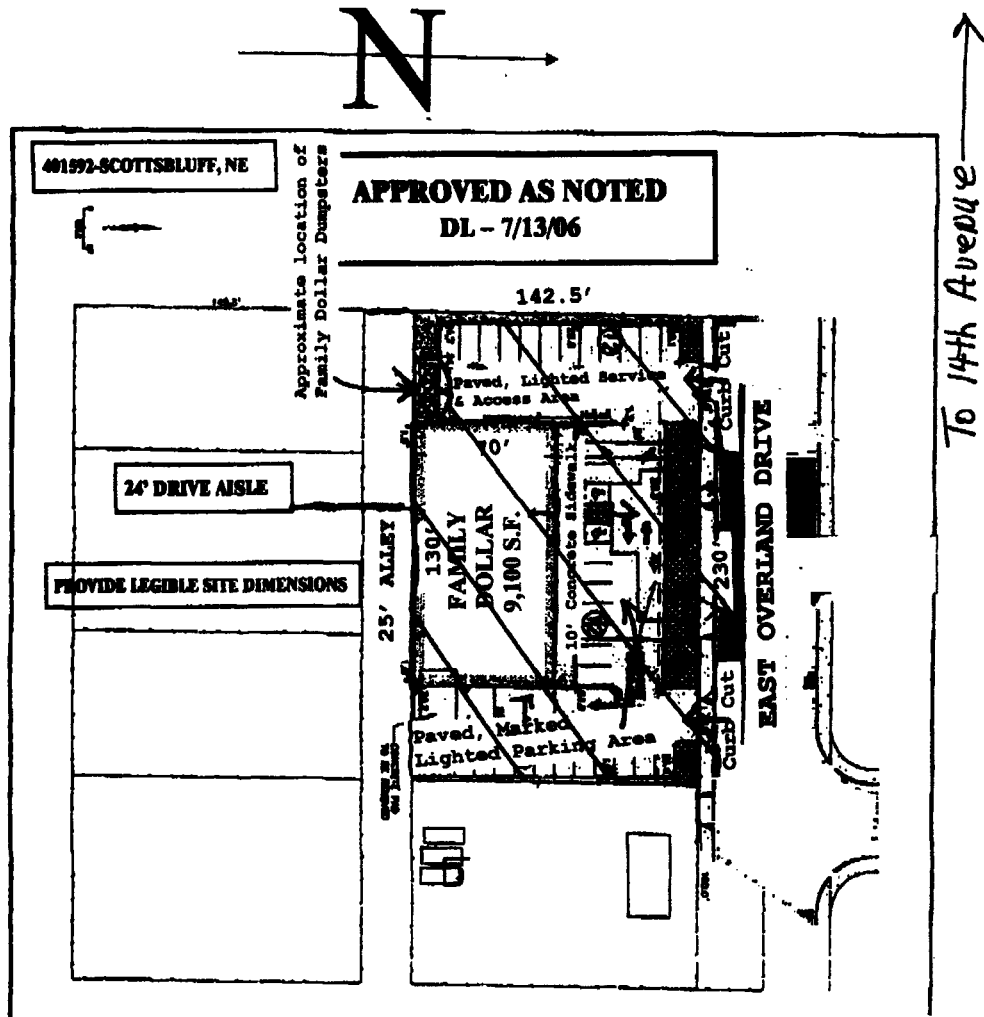 N
To 14th Avenue
401592-SCOTTSBLUFF, NE
APPROVED AS NOTED
DL – 7/13/06
Approximate location of
Family Dollar Dumpsters
142.5'
Paved, Lighted Service
& Access Area
Curb Cut
24' DRIVE AISLE
70'
130'
FAMILY
DOLLAR
9,100 S.F.
10' Concrete Sidewalk
25' ALLEY
230'
EAST OVERLAND DRIVE
PROVIDE LEGIBLE SITE DIMENSIONS
Paved, Marked
Lighted Parking Area
Curb Cut